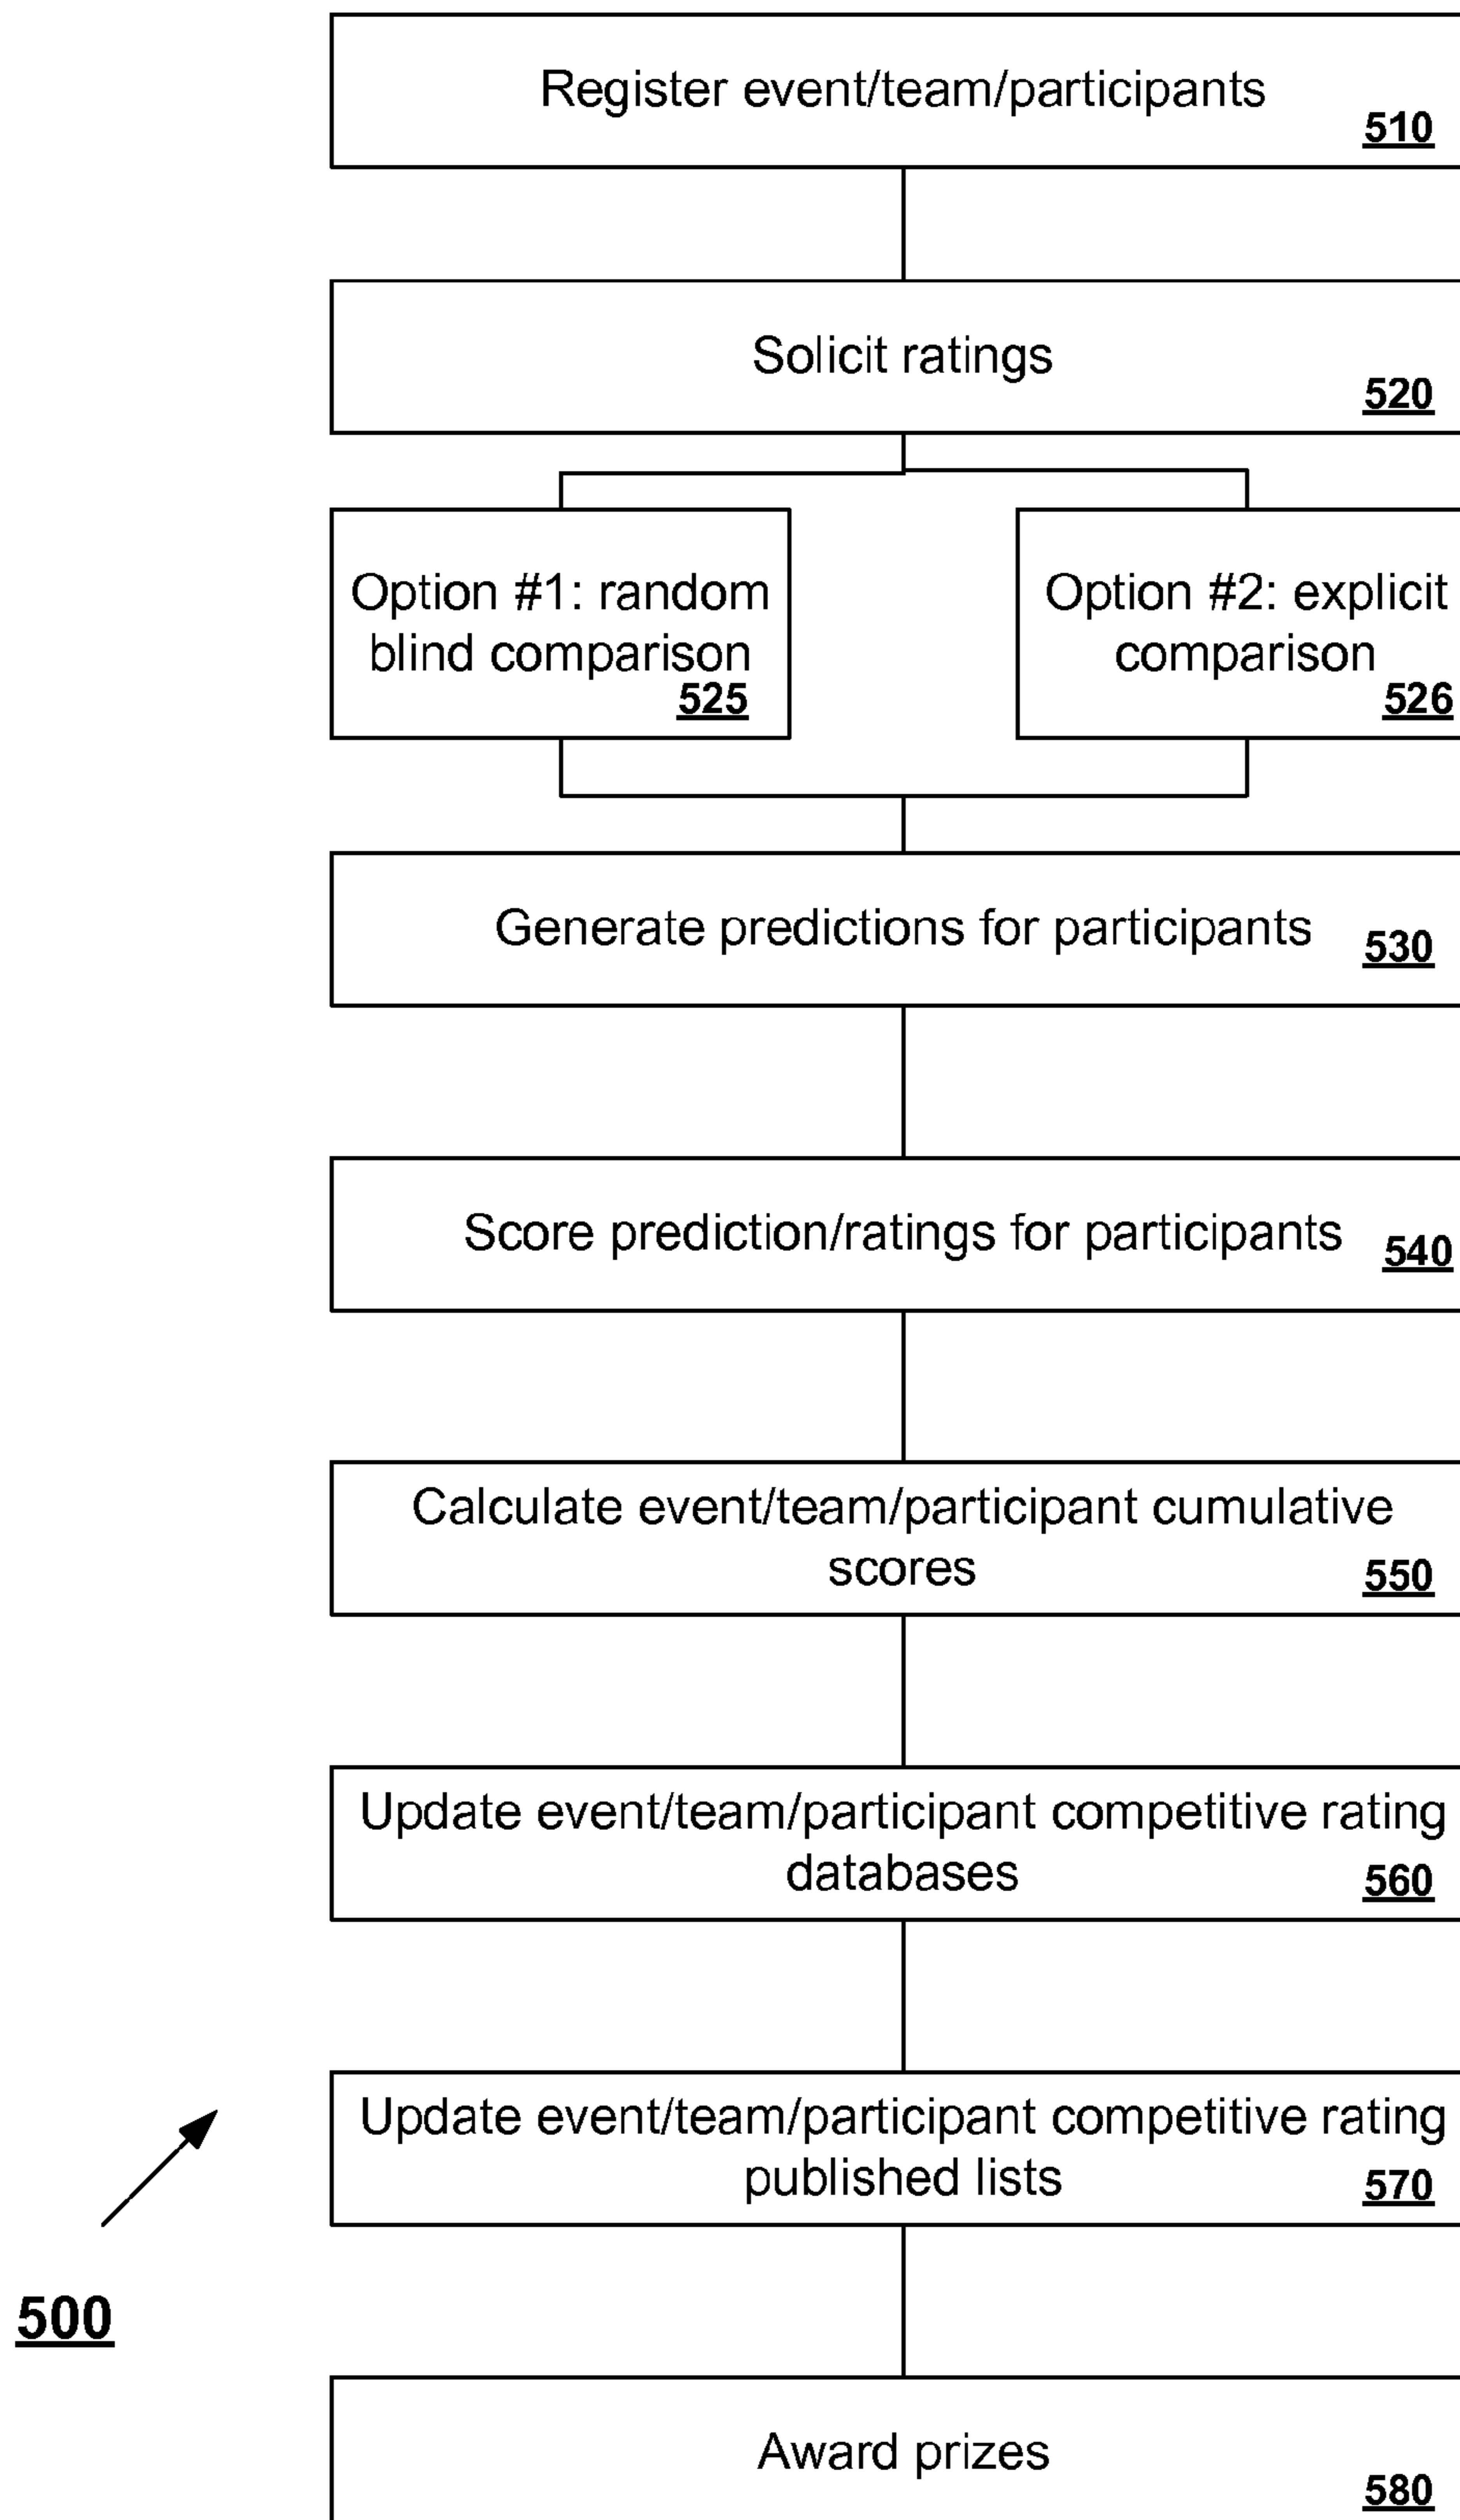 Register event/team/participants
510
Solicit ratings
520
Option #1: random
blind comparison
525
Option #2: explicit
comparison
526
Generate predictions for participants
530
Score prediction/ratings for participants
540
Calculate event/team/participant cumulative
scores
550
Update event/team/participant competitive rating
databases
560
Update event/team/participant competitive rating
published lists
570
500
Award prizes
580